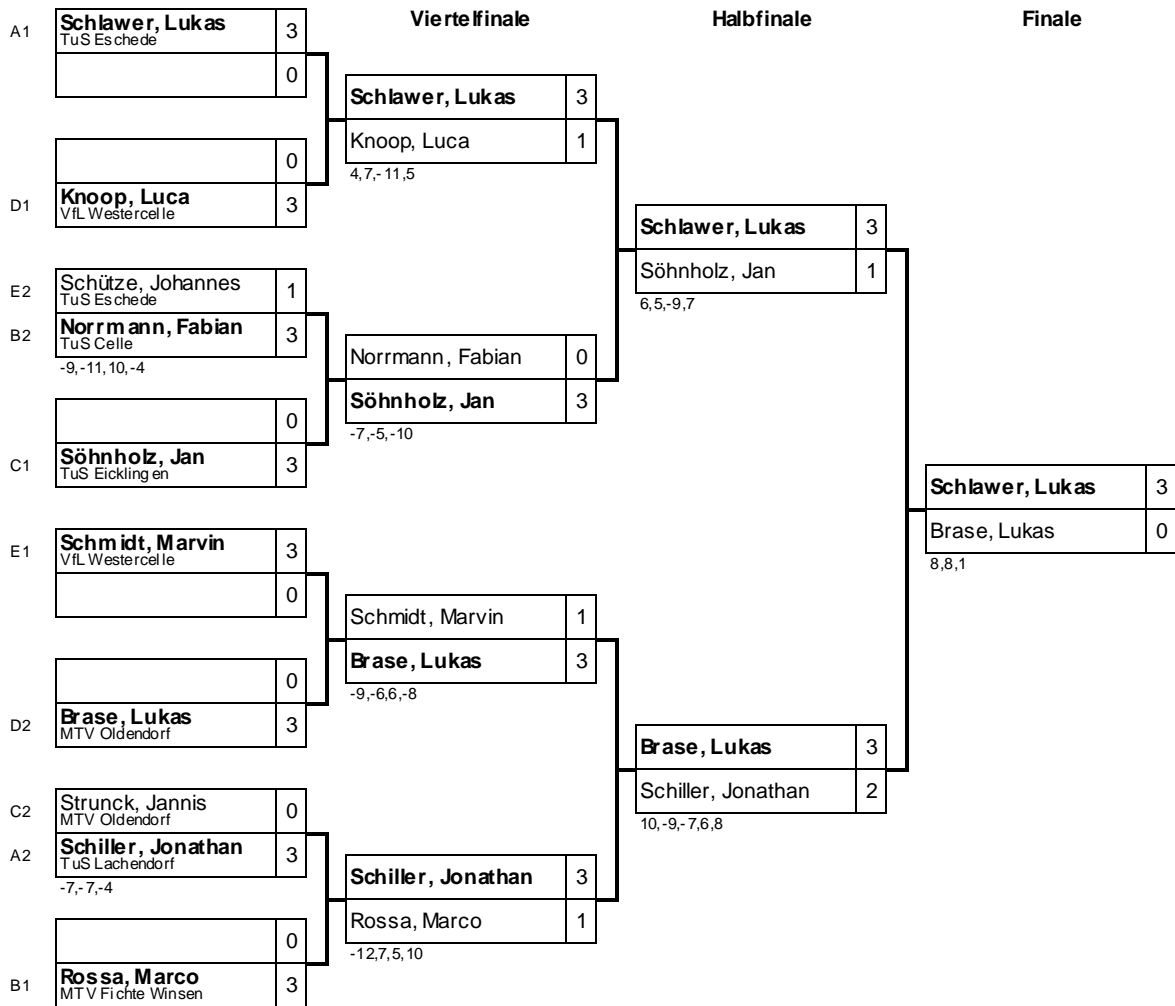 Viertelfinale Halbfinale Finale
A1 Schlawer, Lukas 3
TuS Eschede
0
0
D1 Knoop, Luca 3
VfL Westercelle
E2 Schütze, Johannes 1
TuS Eschede
B2 Norrmann, Fabian 3
TuS Celle
-9,-11,10,-4
0
C1 Söhnholz, Jan 3
TuS Eicklingen
E1 Schmidt, Marvin 3
VfL Westercelle
0
0
D2 Brase, Lukas 3
MTV Oldendorf
C2 Strunck, Jannis 0
MTV Oldendorf
A2 Schiller, Jonathan 3
TuS Lachendorf
-7,-7,-4
0
B1 Rossa, Marco 3
MTV Fichte Winsen
Schlawer, Lukas 3
Knoop, Luca 1
4,7,-11,5
Norrmann, Fabian 0
Söhnholz, Jan 3
-7,-5,-10
Schmidt, Marvin 1
Brase, Lukas 3
-9,-6,6,-8
Schiller, Jonathan 3
Rossa, Marco 1
-12,7,5,10
Schlawer, Lukas 3
Söhnholz, Jan 1
6,5,-9,7
Brase, Lukas 3
Schiller, Jonathan 2
10,-9,-7,6,8
Schlawer, Lukas 3
Brase, Lukas 0
8,8,1